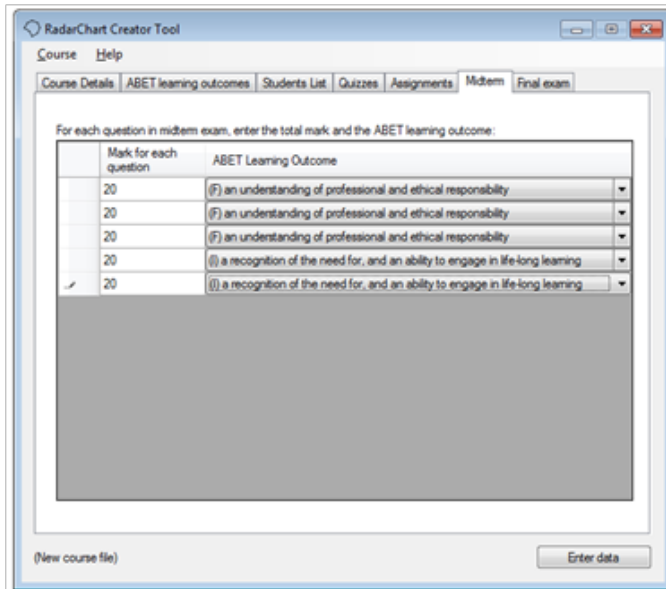 RadarChart Creator Tool
Course Help
Course Details ABET learning outcomes Students List Quizzes Assignments Midterm Final exam
For each question in midterm exam, enter the total mark and the ABET learning outcome:
Mark for each question ABET Learning Outcome
20 (F) an understanding of professional and ethical responsibility
20 (F) an understanding of professional and ethical responsibility
20 (F) an understanding of professional and ethical responsibility
20 (I) a recognition of the need for, and an ability to engage in life-long learning
20 (I) a recognition of the need for, and an ability to engage in life-long learning
(New course file) Enter data